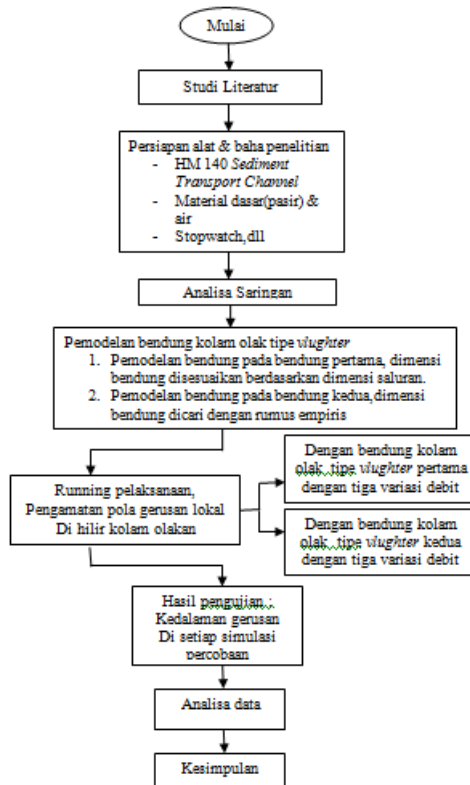 Mulai
Studi Literatur
Persiapan alat & baha penelitian
- HM 140 Sediment
Transport Channel
- Material dasar(pasir) &
air
- Stopwatch,dll
Analisa Saringan
Pemodelan bendung kolam olak tipe vlughter
1. Pemodelan bendung pada bendung pertama, dimensi
bendung disesuaikan berdasarkan dimensi saluran.
2. Pemodelan bendung pada bendung kedua,dimensi
bendung dicari dengan rumus empiris
Running pelaksanaan,
Pengamatan pola gerusan lokal
Di hilir kolam olakan
Dengan bendung kolam
olak tipe vlughter pertama
dengan tiga variasi debit
Dengan bendung kolam
olak tipe vlughter kedua
dengan tiga variasi debit
Hasil pengujian :
Kedalaman gerusan
Di setiap simulasi
percobaan
Analisa data
Kesimpulan